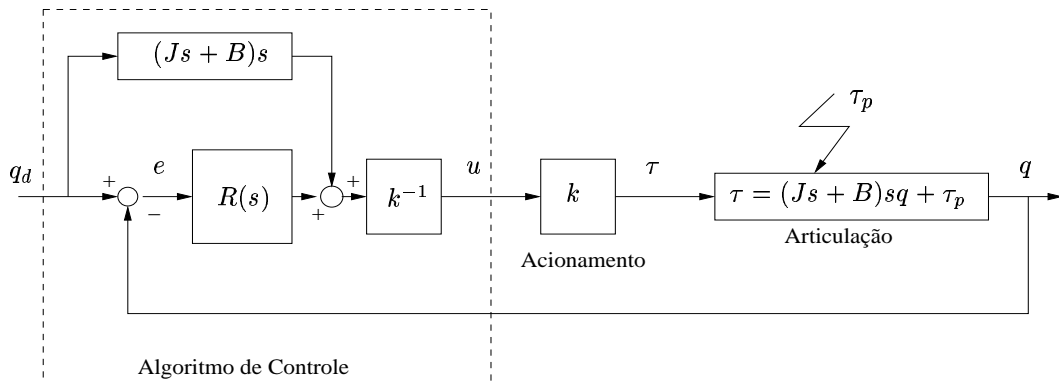 (Js + B)s
τ_p
q_d
+
e
−
R(s)
+
+
k⁻¹
u
k
τ
τ = (Js + B)sq + τ_p
q
Acionamento
Articulação
Algoritmo de Controle